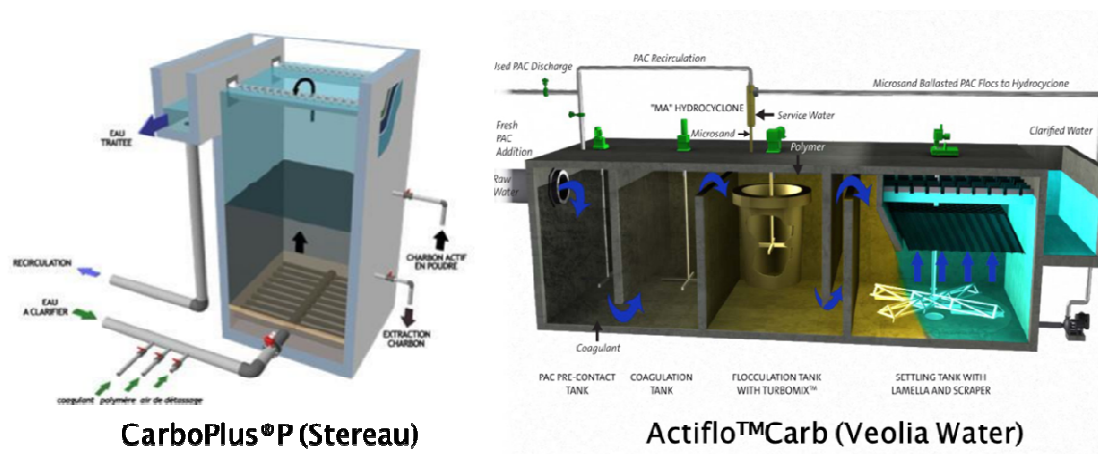 EAU
TRAITEE
RECIRCULATION
EAU
A CLARIFIER
coagulant polymère air de détassage
CHARBON ACTIF
EN POUDRE
EXTRACTION
CHARBON
CarboPlus®P (Stereau)
PAC Recirculation
Used PAC Discharge
Microsand Ballasted PAC Flocs to Hydrocyclone
"MA" HYDROCYCLONE
Service Water
Microsand
Polymer
Clarified Water
Fresh
PAC
Addition
Raw
Water
Coagulant
PAC PRE-CONTACT
TANK
COAGULATION
TANK
FLOCCULATION TANK
WITH TURBOMIX™
SETTLING TANK WITH
LAMELLA AND SCRAPER
Actiflo™Carb (Veolia Water)